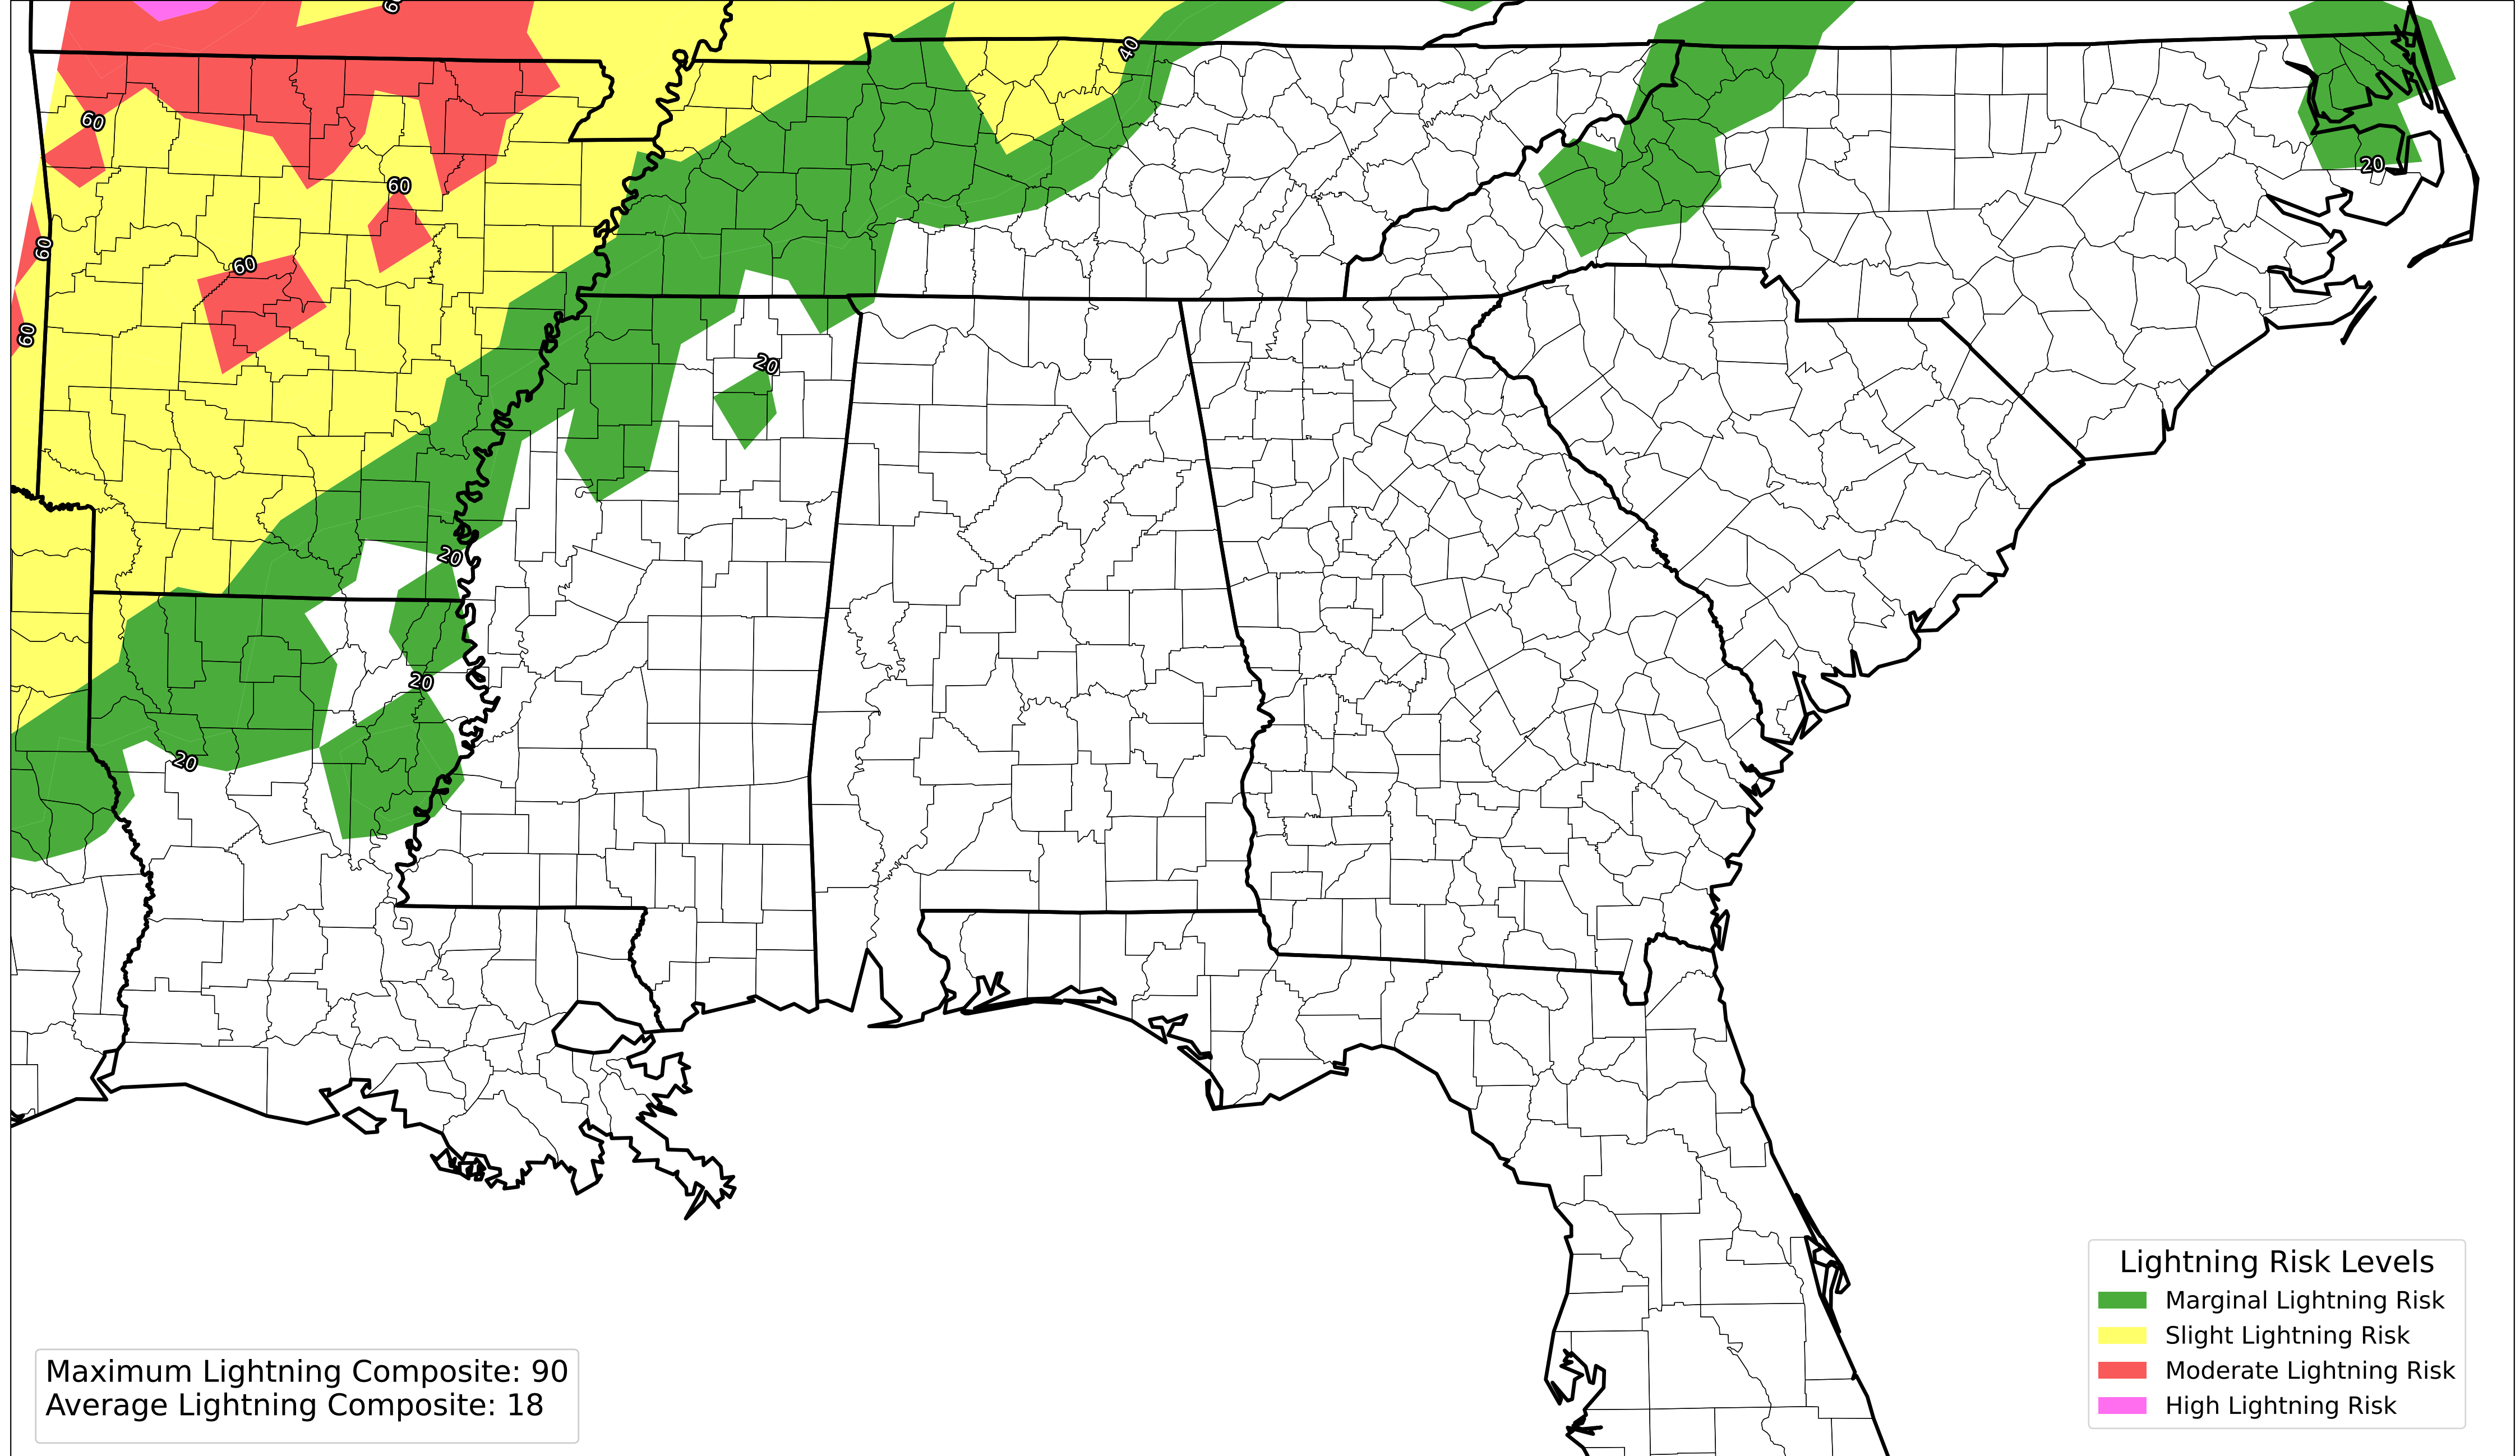 6
40
60
60
20
60
60
60
20
20
20
20
Lightning Risk Levels
Marginal Lightning Risk
Slight Lightning Risk
Moderate Lightning Risk
High Lightning Risk
Maximum Lightning Composite: 90
Average Lightning Composite: 18